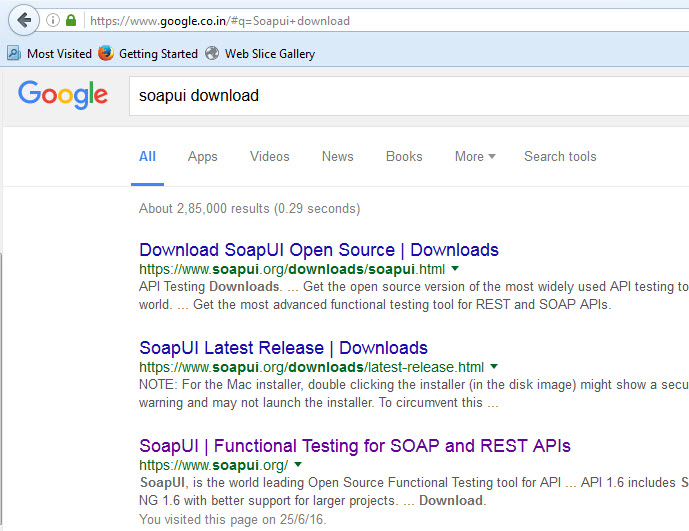 https://www.google.co.in/#q=Soapui+download
Most Visited Getting Started Web Slice Gallery
Google soapui download
All Apps Videos News Books More Search tools
About 2,85,000 results (0.29 seconds)
Download SoapUI Open Source | Downloads
https://www.soapui.org/downloads/soapui.html
API Testing Downloads. ... Get the open source version of the most widely used API testing to
world. ... Get the most advanced functional testing tool for REST and SOAP APIs.
SoapUI Latest Release | Downloads
https://www.soapui.org/downloads/latest-release.html
NOTE: For the Mac installer, double clicking the installer (in the disk image) might show a secu
warning and may not launch the installer. To circumvent this ...
SoapUI | Functional Testing for SOAP and REST APIs
https://www.soapui.org/
SoapUI, is the world leading Open Source Functional Testing tool for API ... API 1.6 includes S
NG 1.6 with better support for larger projects. ... Download.
You visited this page on 25/6/16.